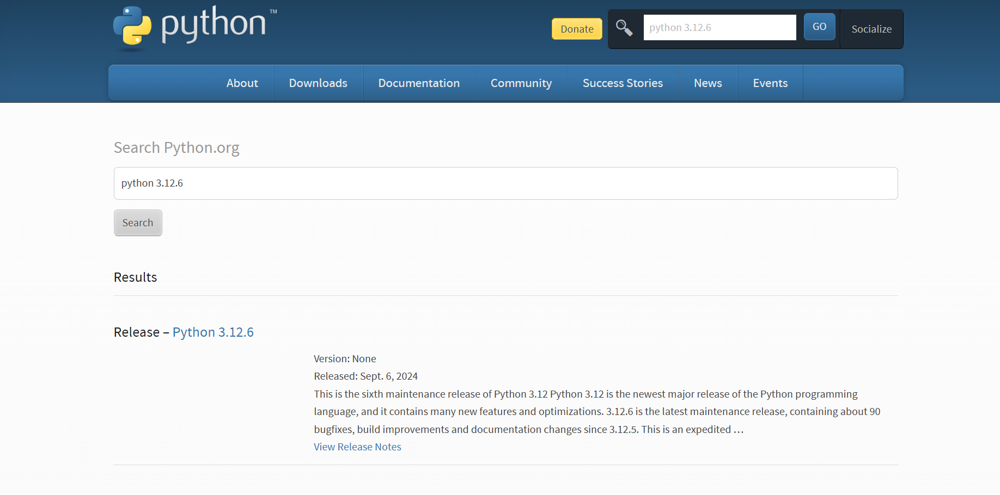 python™
Donate
python 3.12.6
GO
Socialize
About
Downloads
Documentation
Community
Success Stories
News
Events
Search Python.org
python 3.12.6
Search
Results
Release – Python 3.12.6
Version: None
Released: Sept. 6, 2024
This is the sixth maintenance release of Python 3.12 Python 3.12 is the newest major release of the Python programming
language, and it contains many new features and optimizations. 3.12.6 is the latest maintenance release, containing about 90
bugfixes, build improvements and documentation changes since 3.12.5. This is an expedited …
View Release Notes